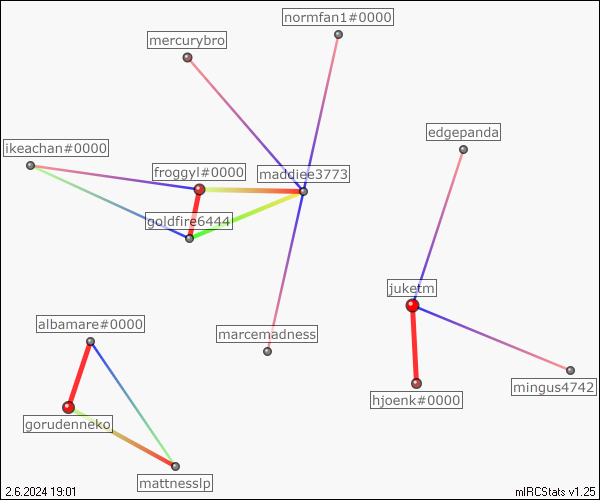 normfan1#0000
mercurybro
edgepanda
ikeachan#0000
froggyl#0000
maddiee3773
goldfire6444
juketm
albamare#0000
marcemadness
mingus4742
hjoenk#0000
gorudenneko
mattnesslp
2.6.2024 19:01
mIRCStats v1.25